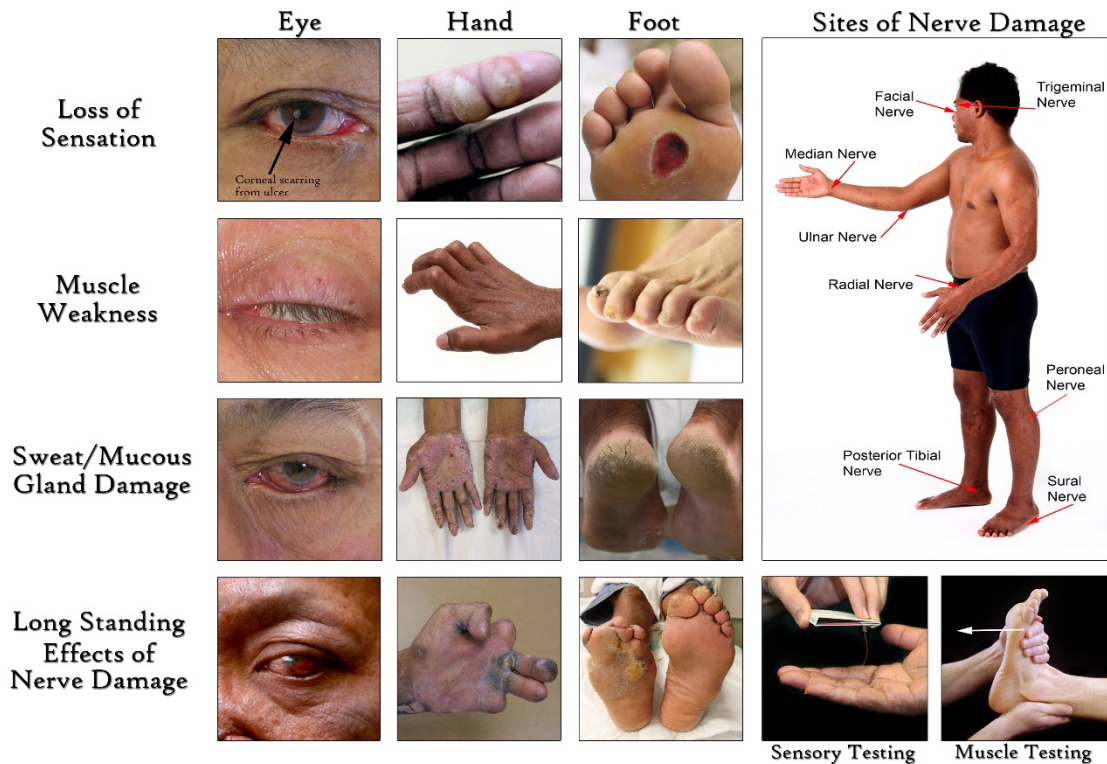 Eye
Hand
Foot
Sites of Nerve Damage
Loss of
Sensation
Corneal scarring
from ulcer
Muscle
Weakness
Sweat/Mucous
Gland Damage
Long Standing
Effects of
Nerve Damage
Facial
Nerve
Trigeminal
Nerve
Median Nerve
Ulnar Nerve
Radial Nerve
Peroneal
Nerve
Posterior Tibial
Nerve
Sural
Nerve
Sensory Testing
Muscle Testing